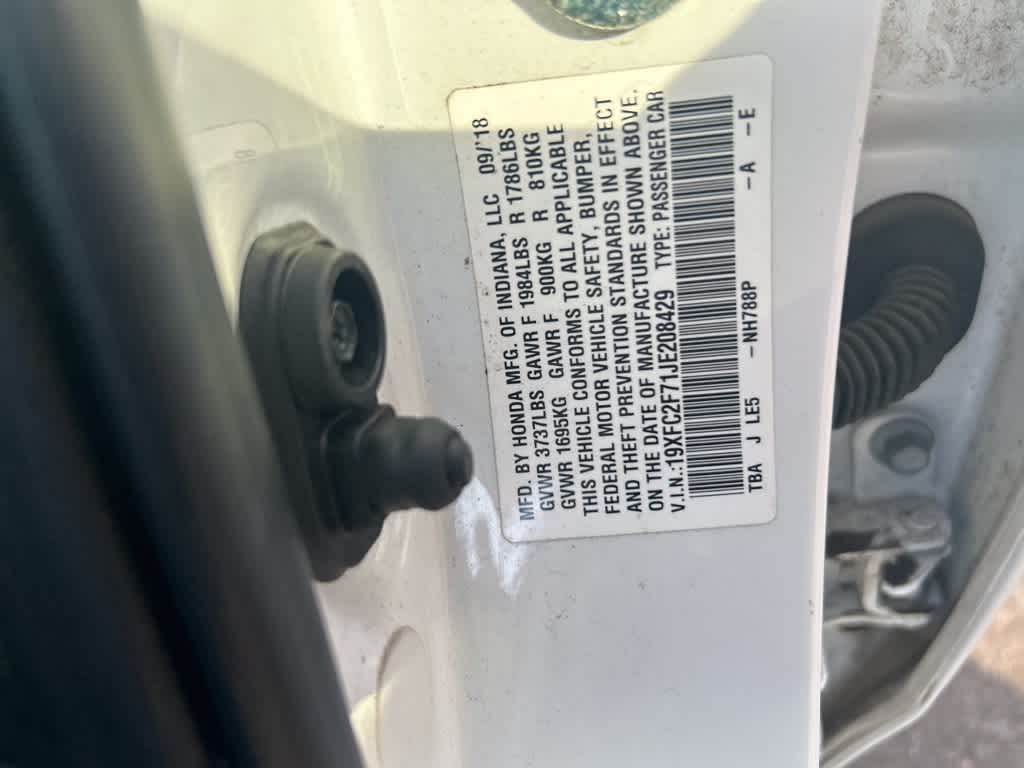 MFD. BY HONDA MFG. OF INDIANA, LLC 09/'18
GVWR 3737LBS GAWR F 1984LBS R 1786LBS
GVWR 1695KG GAWR F 900KG R 810KG
THIS VEHICLE CONFORMS TO ALL APPLICABLE
FEDERAL MOTOR VEHICLE SAFETY, BUMPER,
AND THEFT PREVENTION STANDARDS IN EFFECT
ON THE DATE OF MANUFACTURE SHOWN ABOVE.
V.I.N.:19XFC2F71JE208429 TYPE: PASSENGER CAR
TBA J LE5 -NH788P -A -E